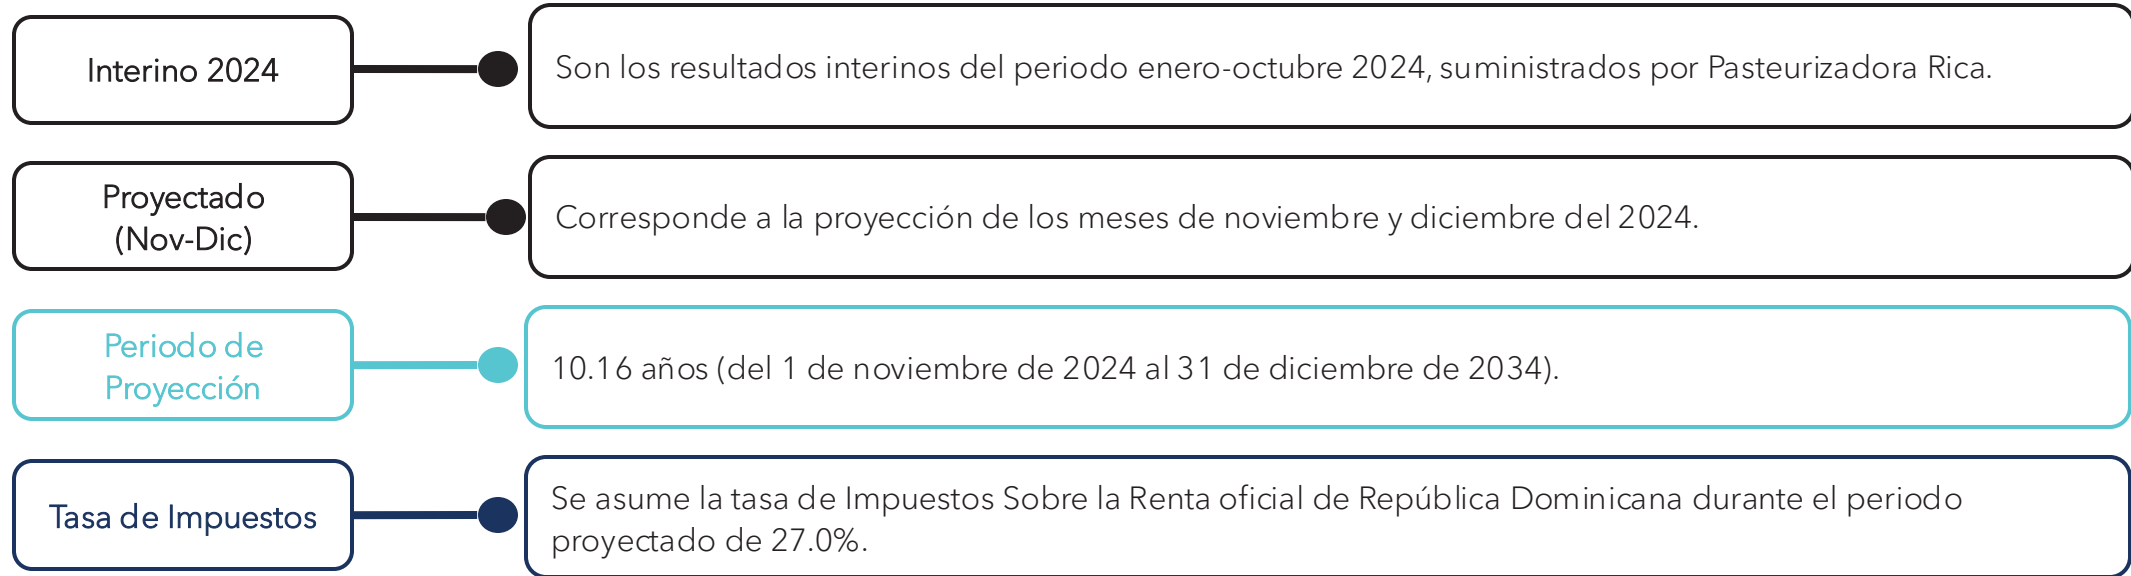 Interino 2024
Son los resultados interinos del periodo enero-octubre 2024, suministrados por Pasteurizadora Rica.
Proyectado
(Nov-Dic)
Corresponde a la proyección de los meses de noviembre y diciembre del 2024.
Periodo de
Proyección
10.16 años (del 1 de noviembre de 2024 al 31 de diciembre de 2034).
Tasa de Impuestos
Se asume la tasa de Impuestos Sobre la Renta oficial de República Dominicana durante el periodo
proyectado de 27.0%.